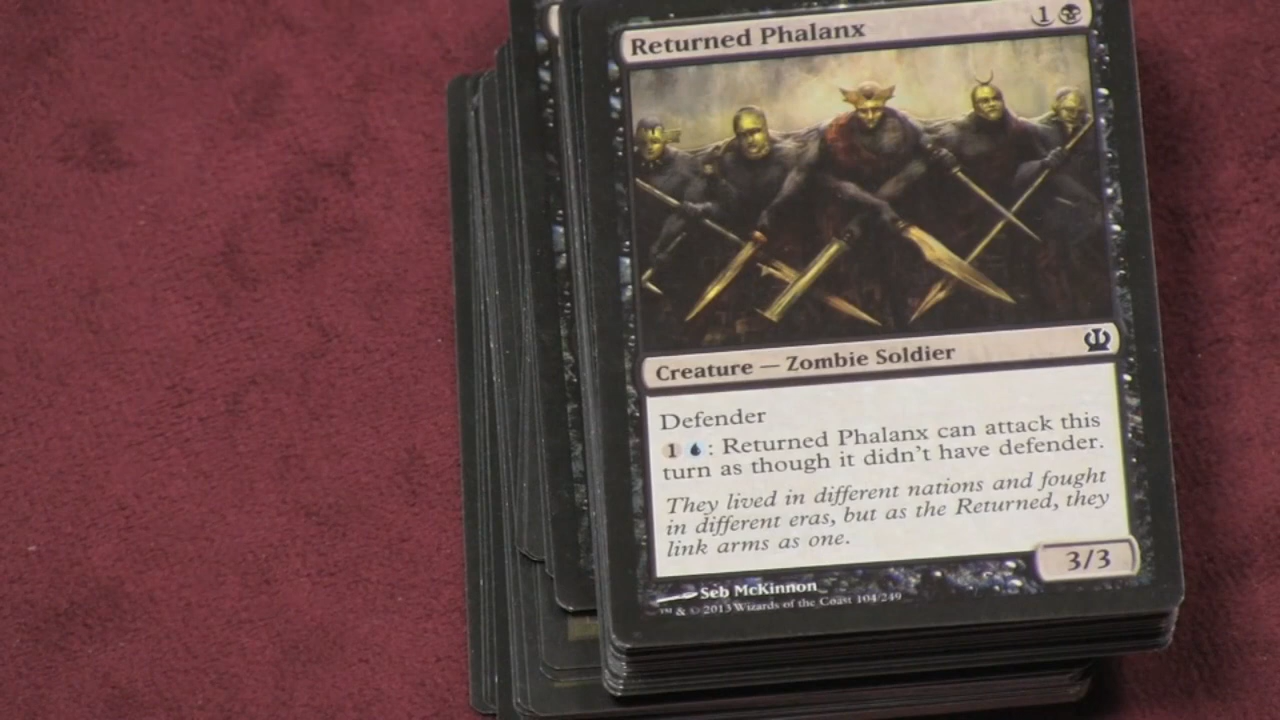 Returned Phalanx 1
Creature — Zombie Soldier
Defender
1 : Returned Phalanx can attack this
turn as though it didn't have defender.
They lived in different nations and fought
in different eras, but as the Returned, they
link arms as one.
3/3
Seb McKinnon
™ & © 2013 Wizards of the Coast 104/249